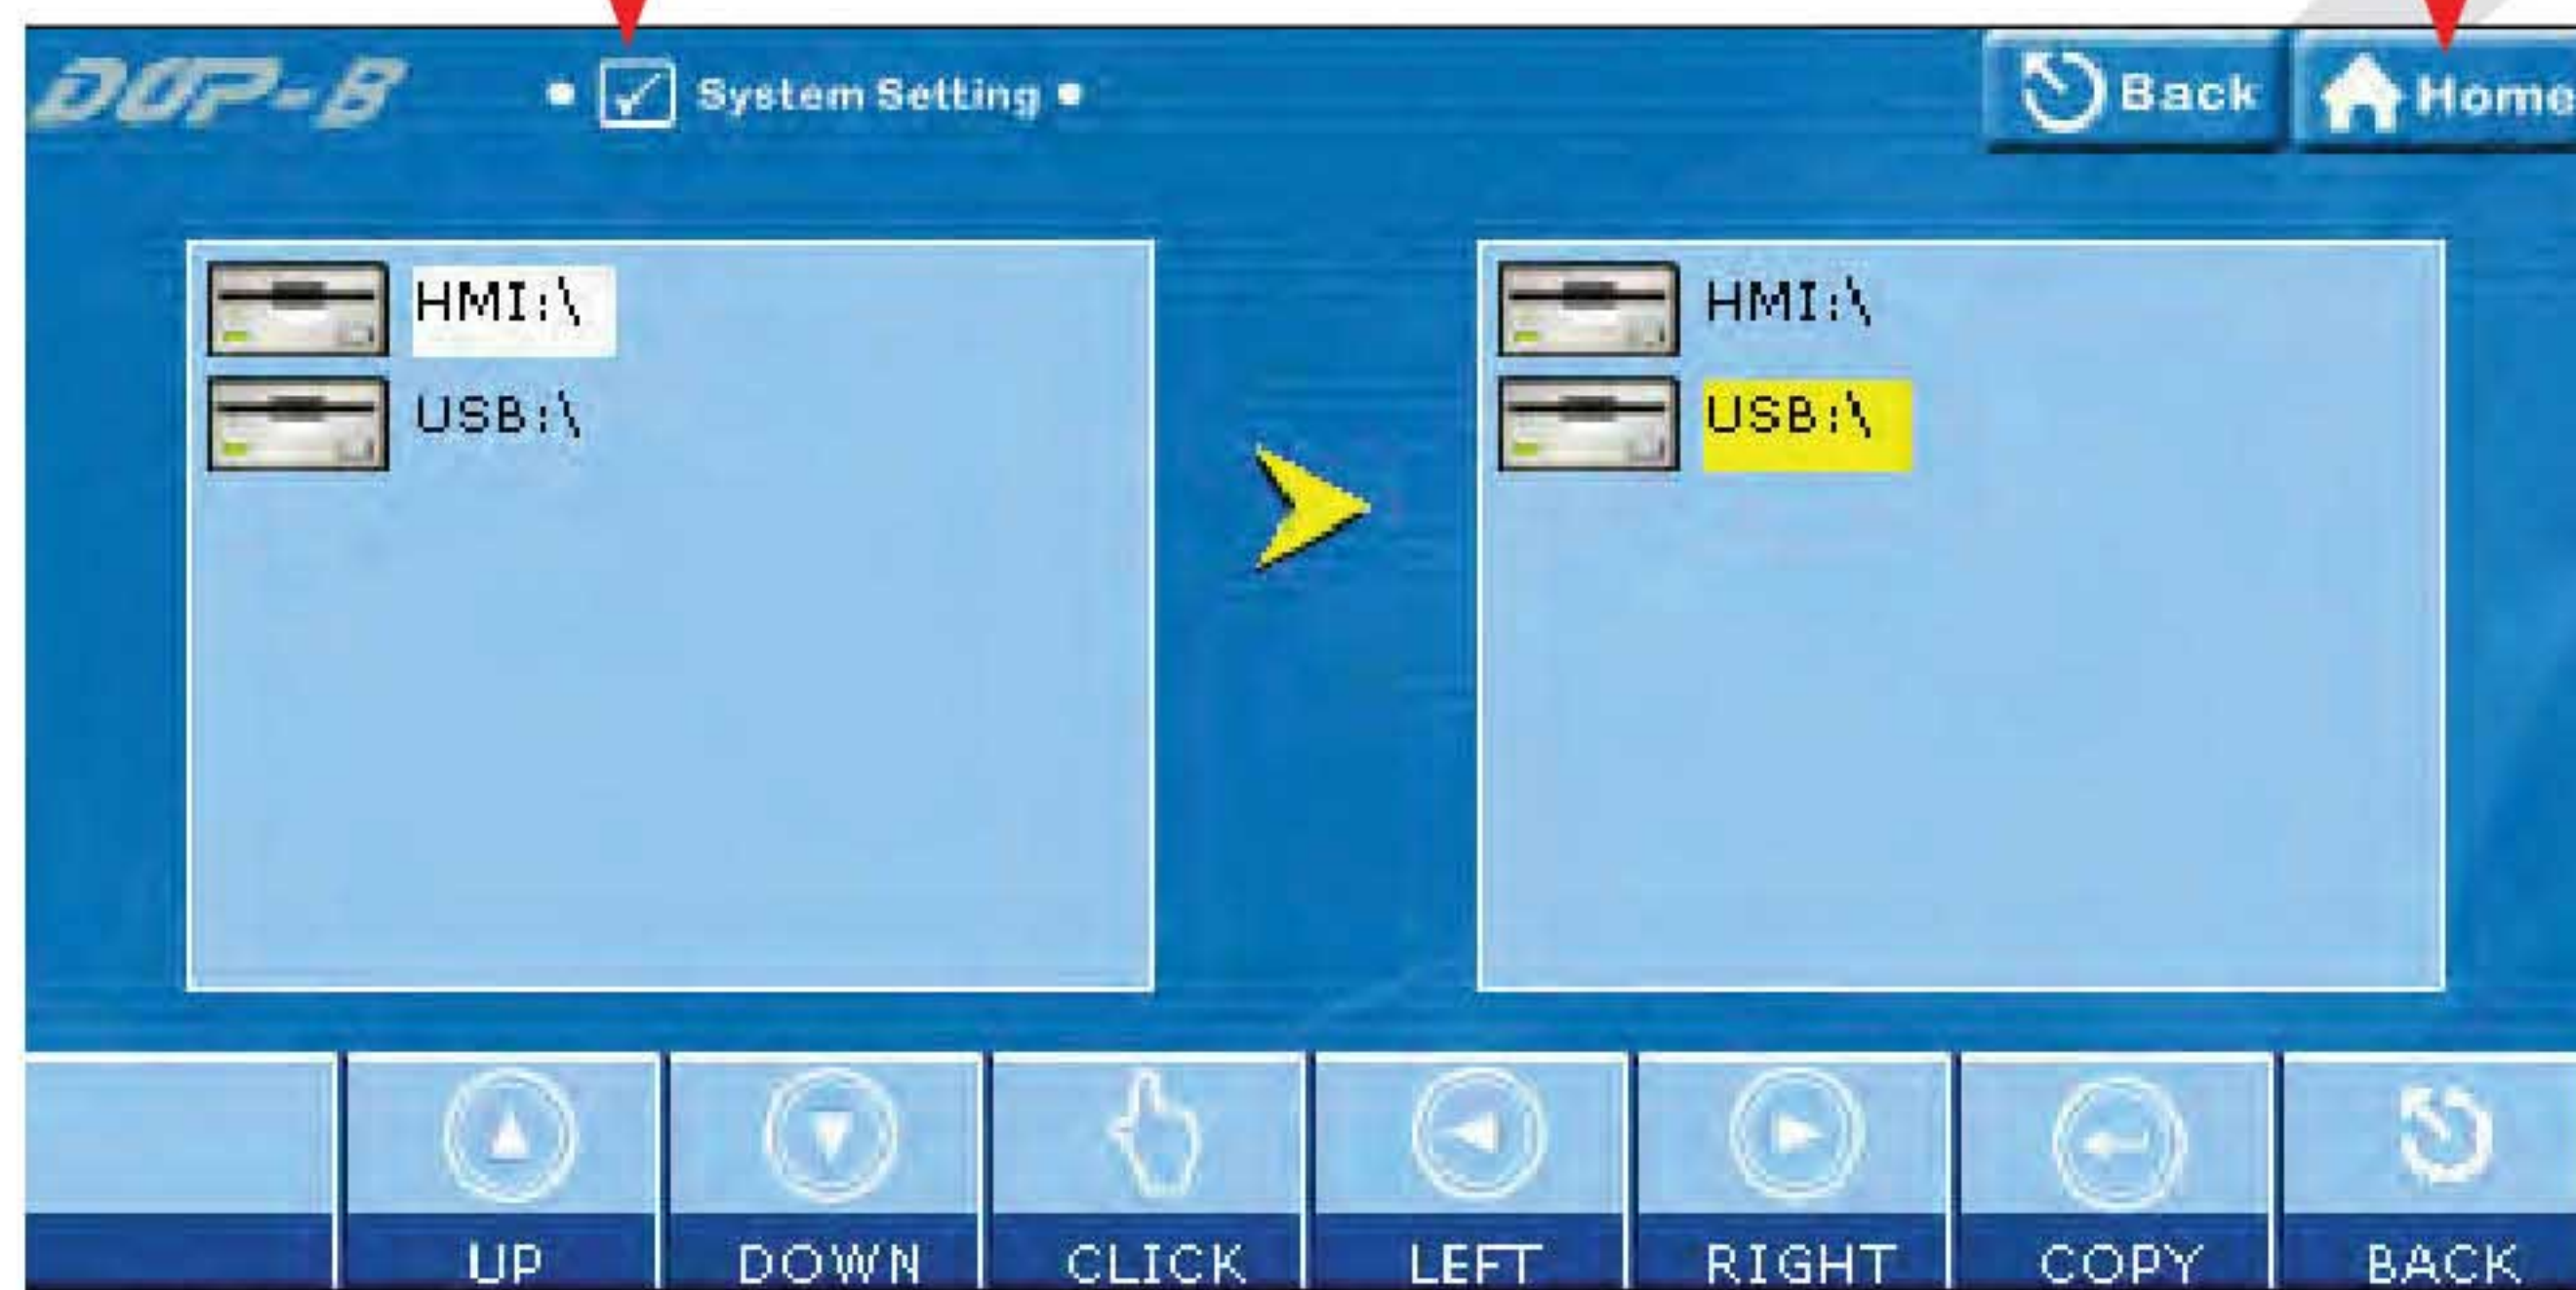 DOP-B
System Setting
Back
Home
HMI:\
USB:\
HMI:\
USB:\
UP
DOWN
CLICK
LEFT
RIGHT
COPY
BACK